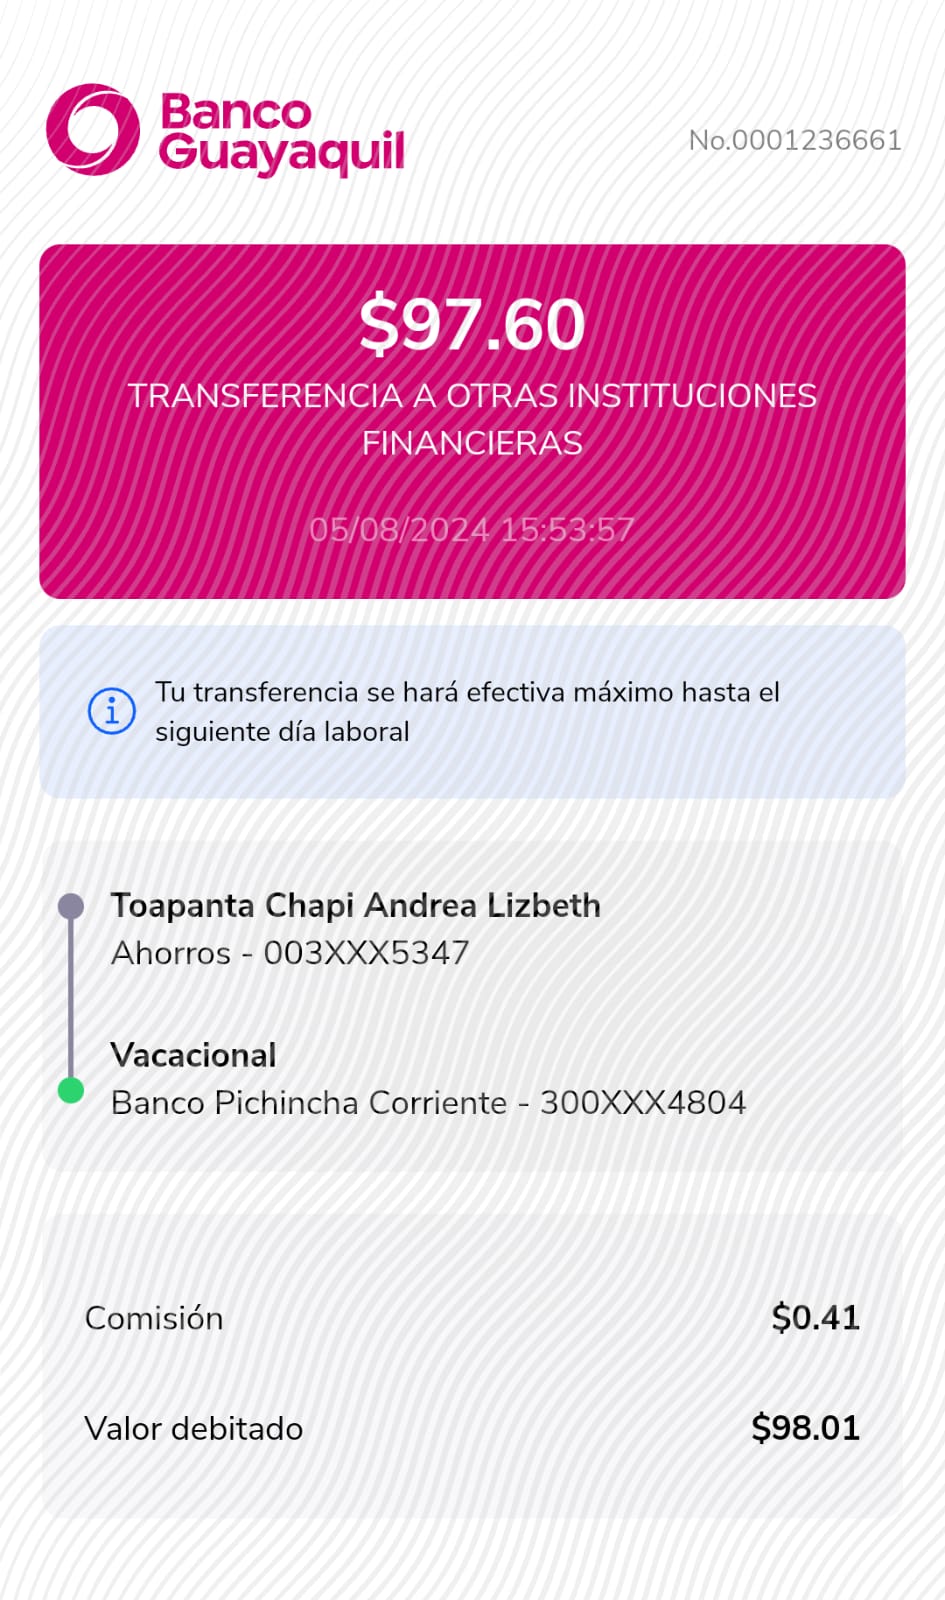 Banco
Guayaquil
No.0001236661
$97.60
TRANSFERENCIA A OTRAS INSTITUCIONES
FINANCIERAS
05/08/2024 15:53:57
Tu transferencia se hará efectiva máximo hasta el
siguiente día laboral
Toapanta Chapi Andrea Lizbeth
Ahorros - 003XXX5347
Vacacional
Banco Pichincha Corriente - 300XXX4804
Comisión $0.41
Valor debitado $98.01